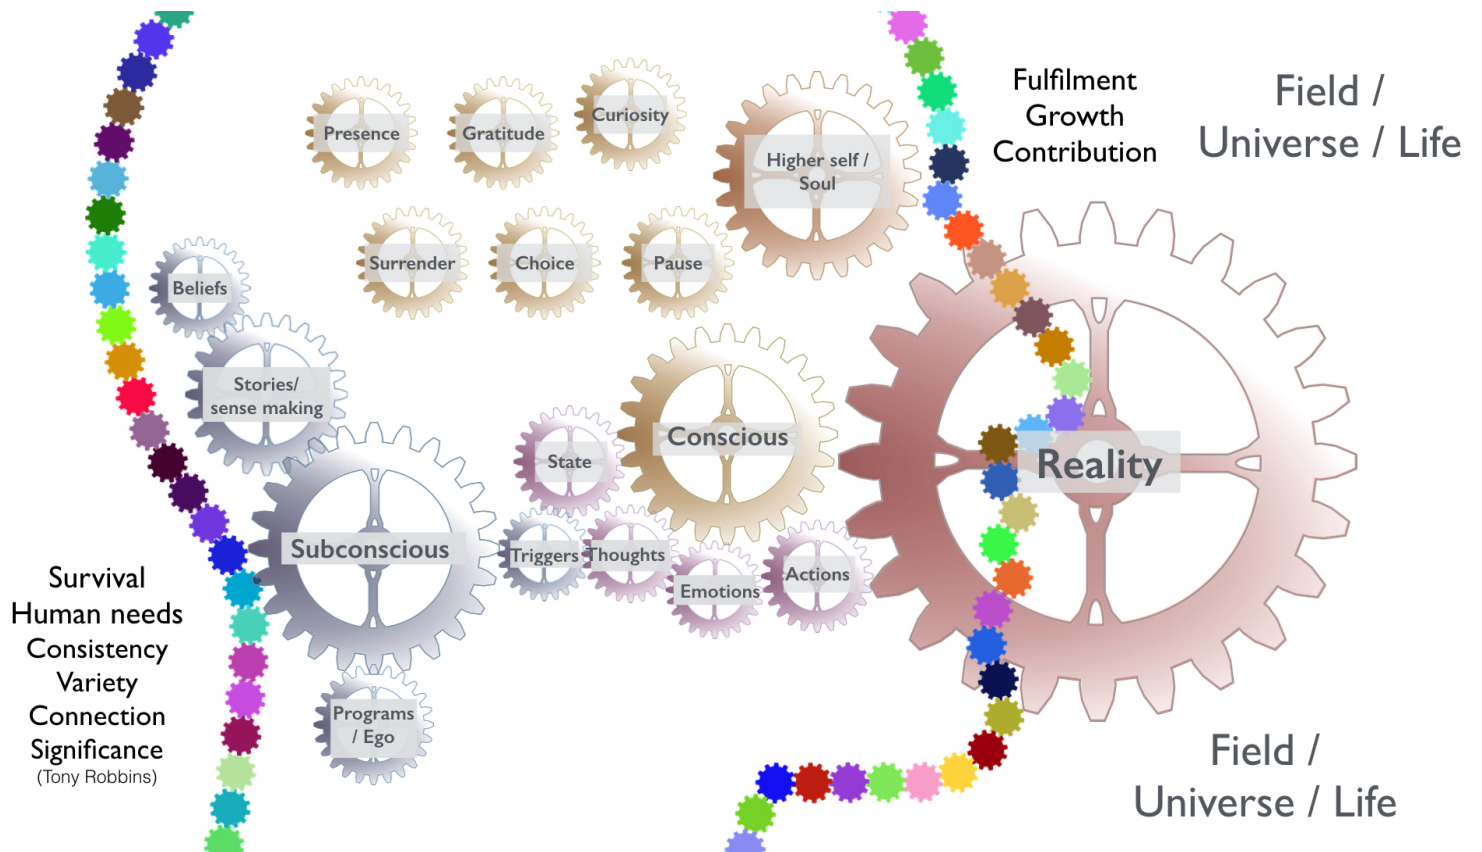 Fulfilment
Growth
Contribution
Field /
Universe / Life
Presence
Gratitude
Curiosity
Higher self /
Soul
Surrender
Choice
Pause
Beliefs
Stories/
sense making
Conscious
State
Reality
Subconscious
Triggers
Thoughts
Emotions
Actions
Survival
Human needs
Consistency
Variety
Connection
Significance
(Tony Robbins)
Programs
/ Ego
Field /
Universe / Life